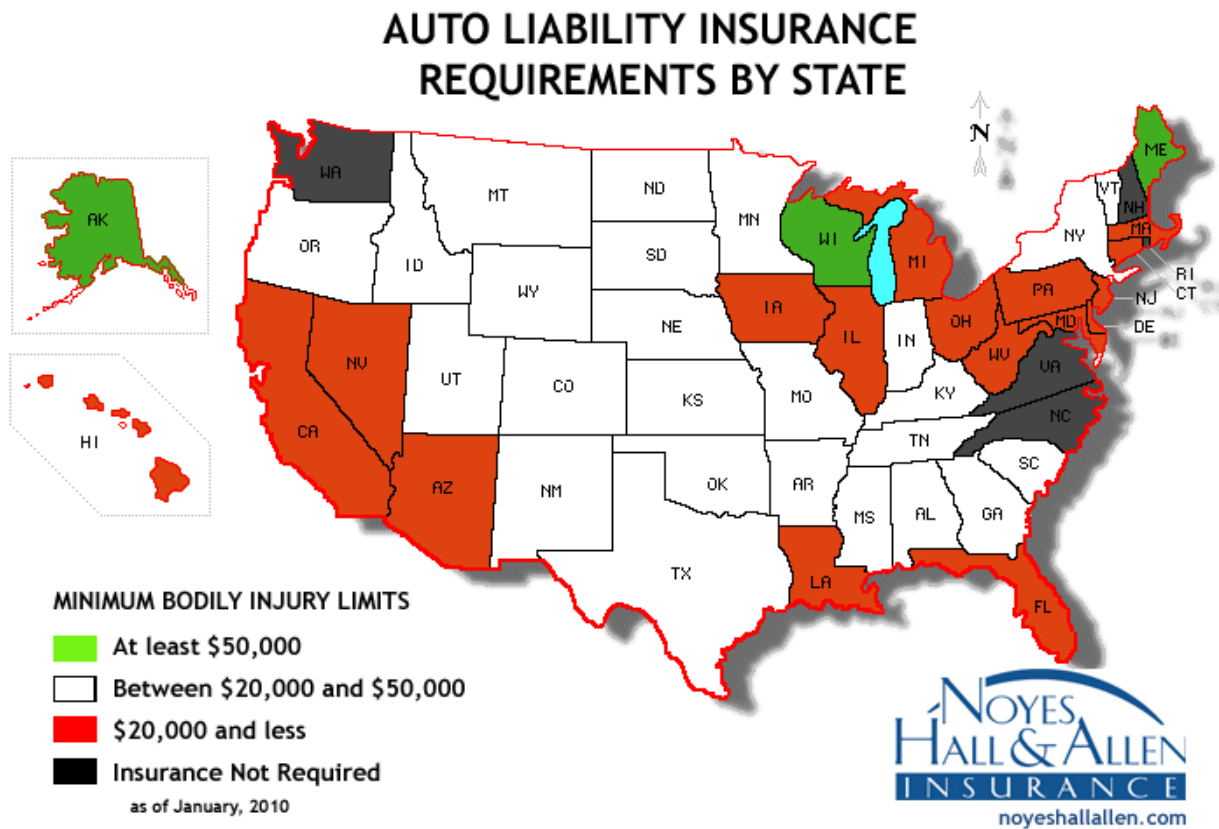 AUTO LIABILITY INSURANCE
REQUIREMENTS BY STATE
N
WA
MT
ND
MN
ME
VT
NH
AK
OR
ID
SD
WI
MI
NY
MA
WY
RI
CT
NJ
DE
IA
NE
PA
OH
MD
IL
IN
WV
VA
NV
UT
CO
KS
MO
KY
NC
CA
HI
TN
SC
AZ
NM
OK
AR
MS
AL
GA
TX
LA
FL
MINIMUM BODILY INJURY LIMITS
At least $50,000
Between $20,000 and $50,000
$20,000 and less
Insurance Not Required
as of January, 2010
NOYES
HALL & ALLEN
INSURANCE
noyeshallallen.com